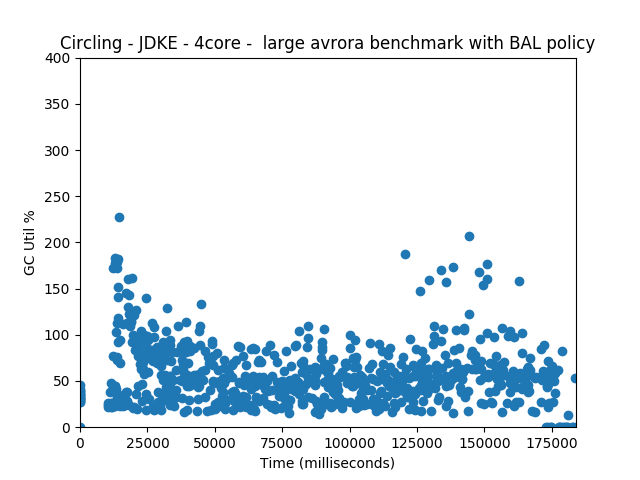 Circling - JDKE - 4core -  large avrora benchmark with BAL policy
400
350
300
250
200
150
100
50
0
GC Util %
0 25000 50000 75000 100000 125000 150000 175000
Time (milliseconds)